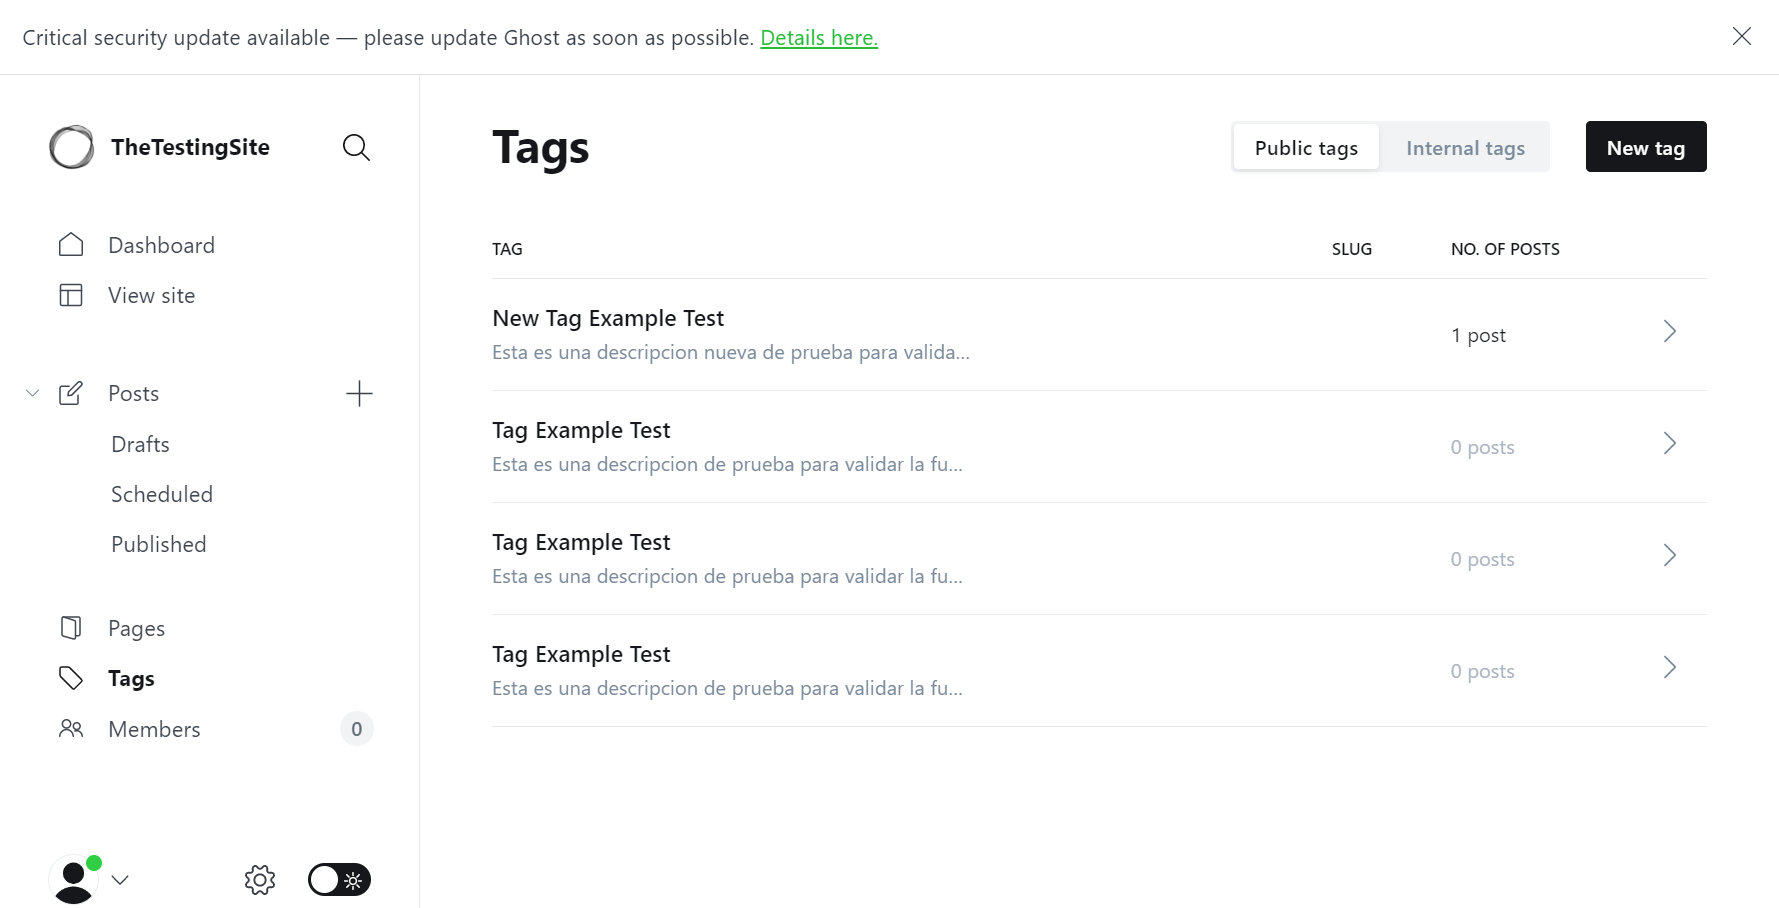 Critical security update available — please update Ghost as soon as possible. Details here.
TheTestingSite
Dashboard
View site
Posts
Drafts
Scheduled
Published
Pages
Tags
Members 0
Tags
Public tags Internal tags New tag
TAG SLUG NO. OF POSTS
New Tag Example Test
Esta es una descripcion nueva de prueba para valida...
1 post
Tag Example Test
Esta es una descripcion de prueba para validar la fu...
0 posts
Tag Example Test
Esta es una descripcion de prueba para validar la fu...
0 posts
Tag Example Test
Esta es una descripcion de prueba para validar la fu...
0 posts